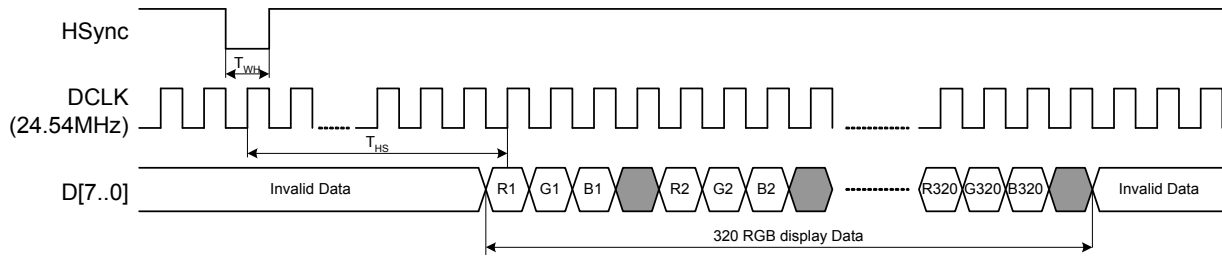 HSync
T_WH
DCLK
(24.54MHz)
T_HS
D[7..0]
Invalid Data R1 G1 B1 R2 G2 B2 R320 G320 B320 Invalid Data
320 RGB display Data